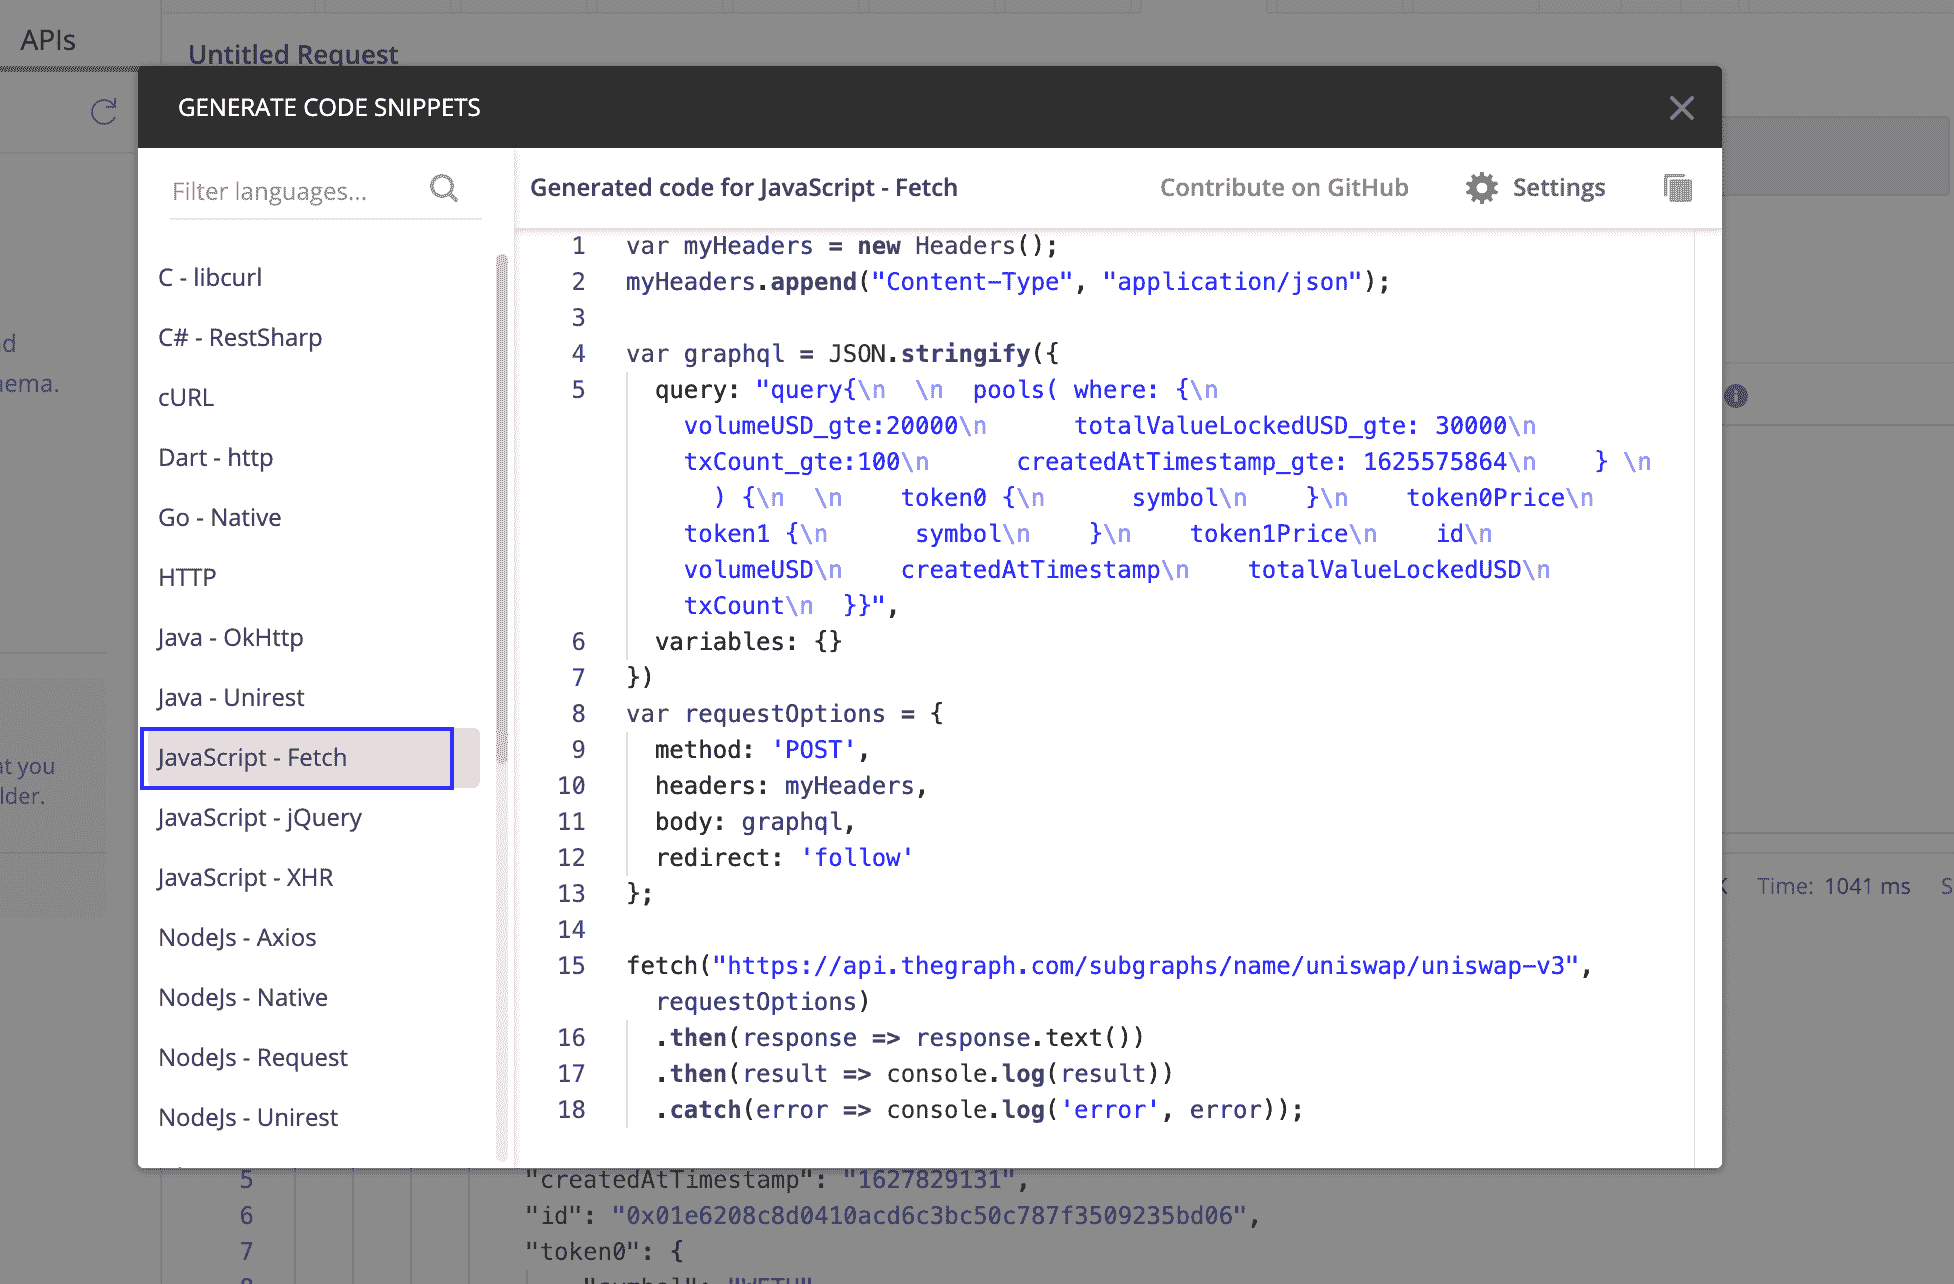 APIs
Untitled Request
GENERATE CODE SNIPPETS
Filter languages...
Generated code for JavaScript - Fetch
Contribute on GitHub
Settings
C - libcurl
C# - RestSharp
cURL
Dart - http
Go - Native
HTTP
Java - OkHttp
Java - Unirest
JavaScript - Fetch
JavaScript - jQuery
JavaScript - XHR
NodeJs - Axios
NodeJs - Native
NodeJs - Request
NodeJs - Unirest
1 var myHeaders = new Headers();
2 myHeaders.append("Content-Type", "application/json");
3
4 var graphql = JSON.stringify({
5 query: "query{\n  \n  pools( where: {\n
volumeUSD_gte:20000\n      totalValueLockedUSD_gte: 30000\n
txCount_gte:100\n      createdAtTimestamp_gte: 1625575864\n    } \n
) {\n  \n    token0 {\n      symbol\n    }\n    token0Price\n
token1 {\n      symbol\n    }\n    token1Price\n    id\n
volumeUSD\n    createdAtTimestamp\n    totalValueLockedUSD\n
txCount\n  }}",
6 variables: {}
7 })
8 var requestOptions = {
9 method: 'POST',
10 headers: myHeaders,
11 body: graphql,
12 redirect: 'follow'
13 };
14
15 fetch("https://api.thegraph.com/subgraphs/name/uniswap/uniswap-v3",
requestOptions)
16 .then(response => response.text())
17 .then(result => console.log(result))
18 .catch(error => console.log('error', error));
nema.
at you
lder.
Time: 1041 ms
5 "createdAtTimestamp": "1627829131",
6 "id": "0x01e6208c8d0410acd6c3bc50c787f3509235bd06",
7 "token0": {
"symbol": "WETH"